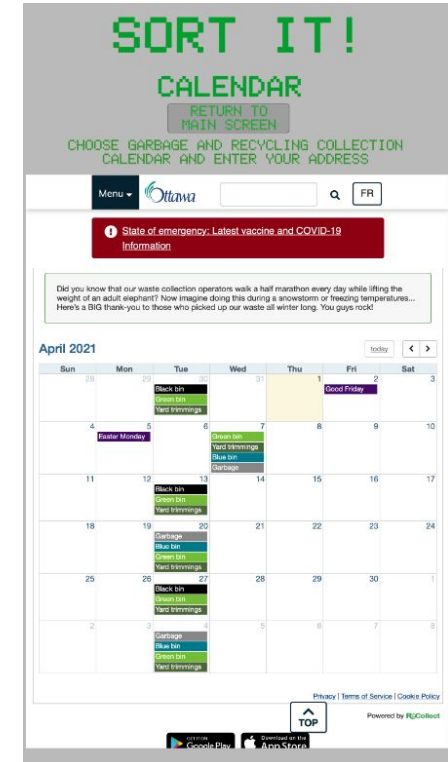 SORT IT!
CALENDAR
RETURN TO
MAIN SCREEN
CHOOSE GARBAGE AND RECYCLING COLLECTION
CALENDAR AND ENTER YOUR ADDRESS
Menu Ottawa FR
State of emergency: Latest vaccine and COVID-19
Information
Did you know that our waste collection operators walk a half marathon every day while lifting the
weight of an adult elephant? Now imagine doing this during a snowstorm or freezing temperatures...
Here's a BIG thank-you to those who picked up our waste all winter long. You guys rock!
April 2021 today < >
Sun Mon Tue Wed Thu Fri Sat
28 29 30 31 1 2 3
Black bin Good Friday
Green bin
Yard trimmings
4 5 6 7 8 9 10
Easter Monday Green bin
Yard trimmings
Blue bin
Garbage
11 12 13 14 15 16 17
Black bin
Green bin
Yard trimmings
18 19 20 21 22 23 24
Garbage
Blue bin
Green bin
Yard trimmings
25 26 27 28 29 30 1
Black bin
Green bin
Yard trimmings
2 3 4 5 6 7 8
Garbage
Blue bin
Green bin
Yard trimmings
Privacy | Terms of Service | Cookie Policy
TOP Powered by ReCollect
GET IT ON Download on the
Google Play App Store